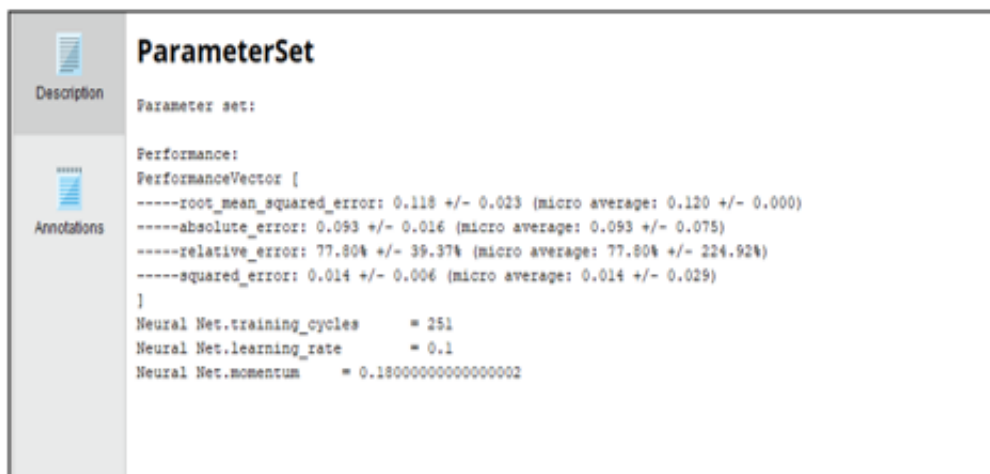 ParameterSet
Description
Parameter set:
Performance:
PerformanceVector [
-----root_mean_squared_error: 0.118 +/- 0.023 (micro average: 0.120 +/- 0.000)
Annotations
-----absolute_error: 0.093 +/- 0.016 (micro average: 0.093 +/- 0.075)
-----relative_error: 77.80% +/- 39.37% (micro average: 77.80% +/- 224.92%)
-----squared_error: 0.014 +/- 0.006 (micro average: 0.014 +/- 0.029)
]
Neural Net.training_cycles = 251
Neural Net.learning_rate = 0.1
Neural Net.momentum = 0.18000000000000002